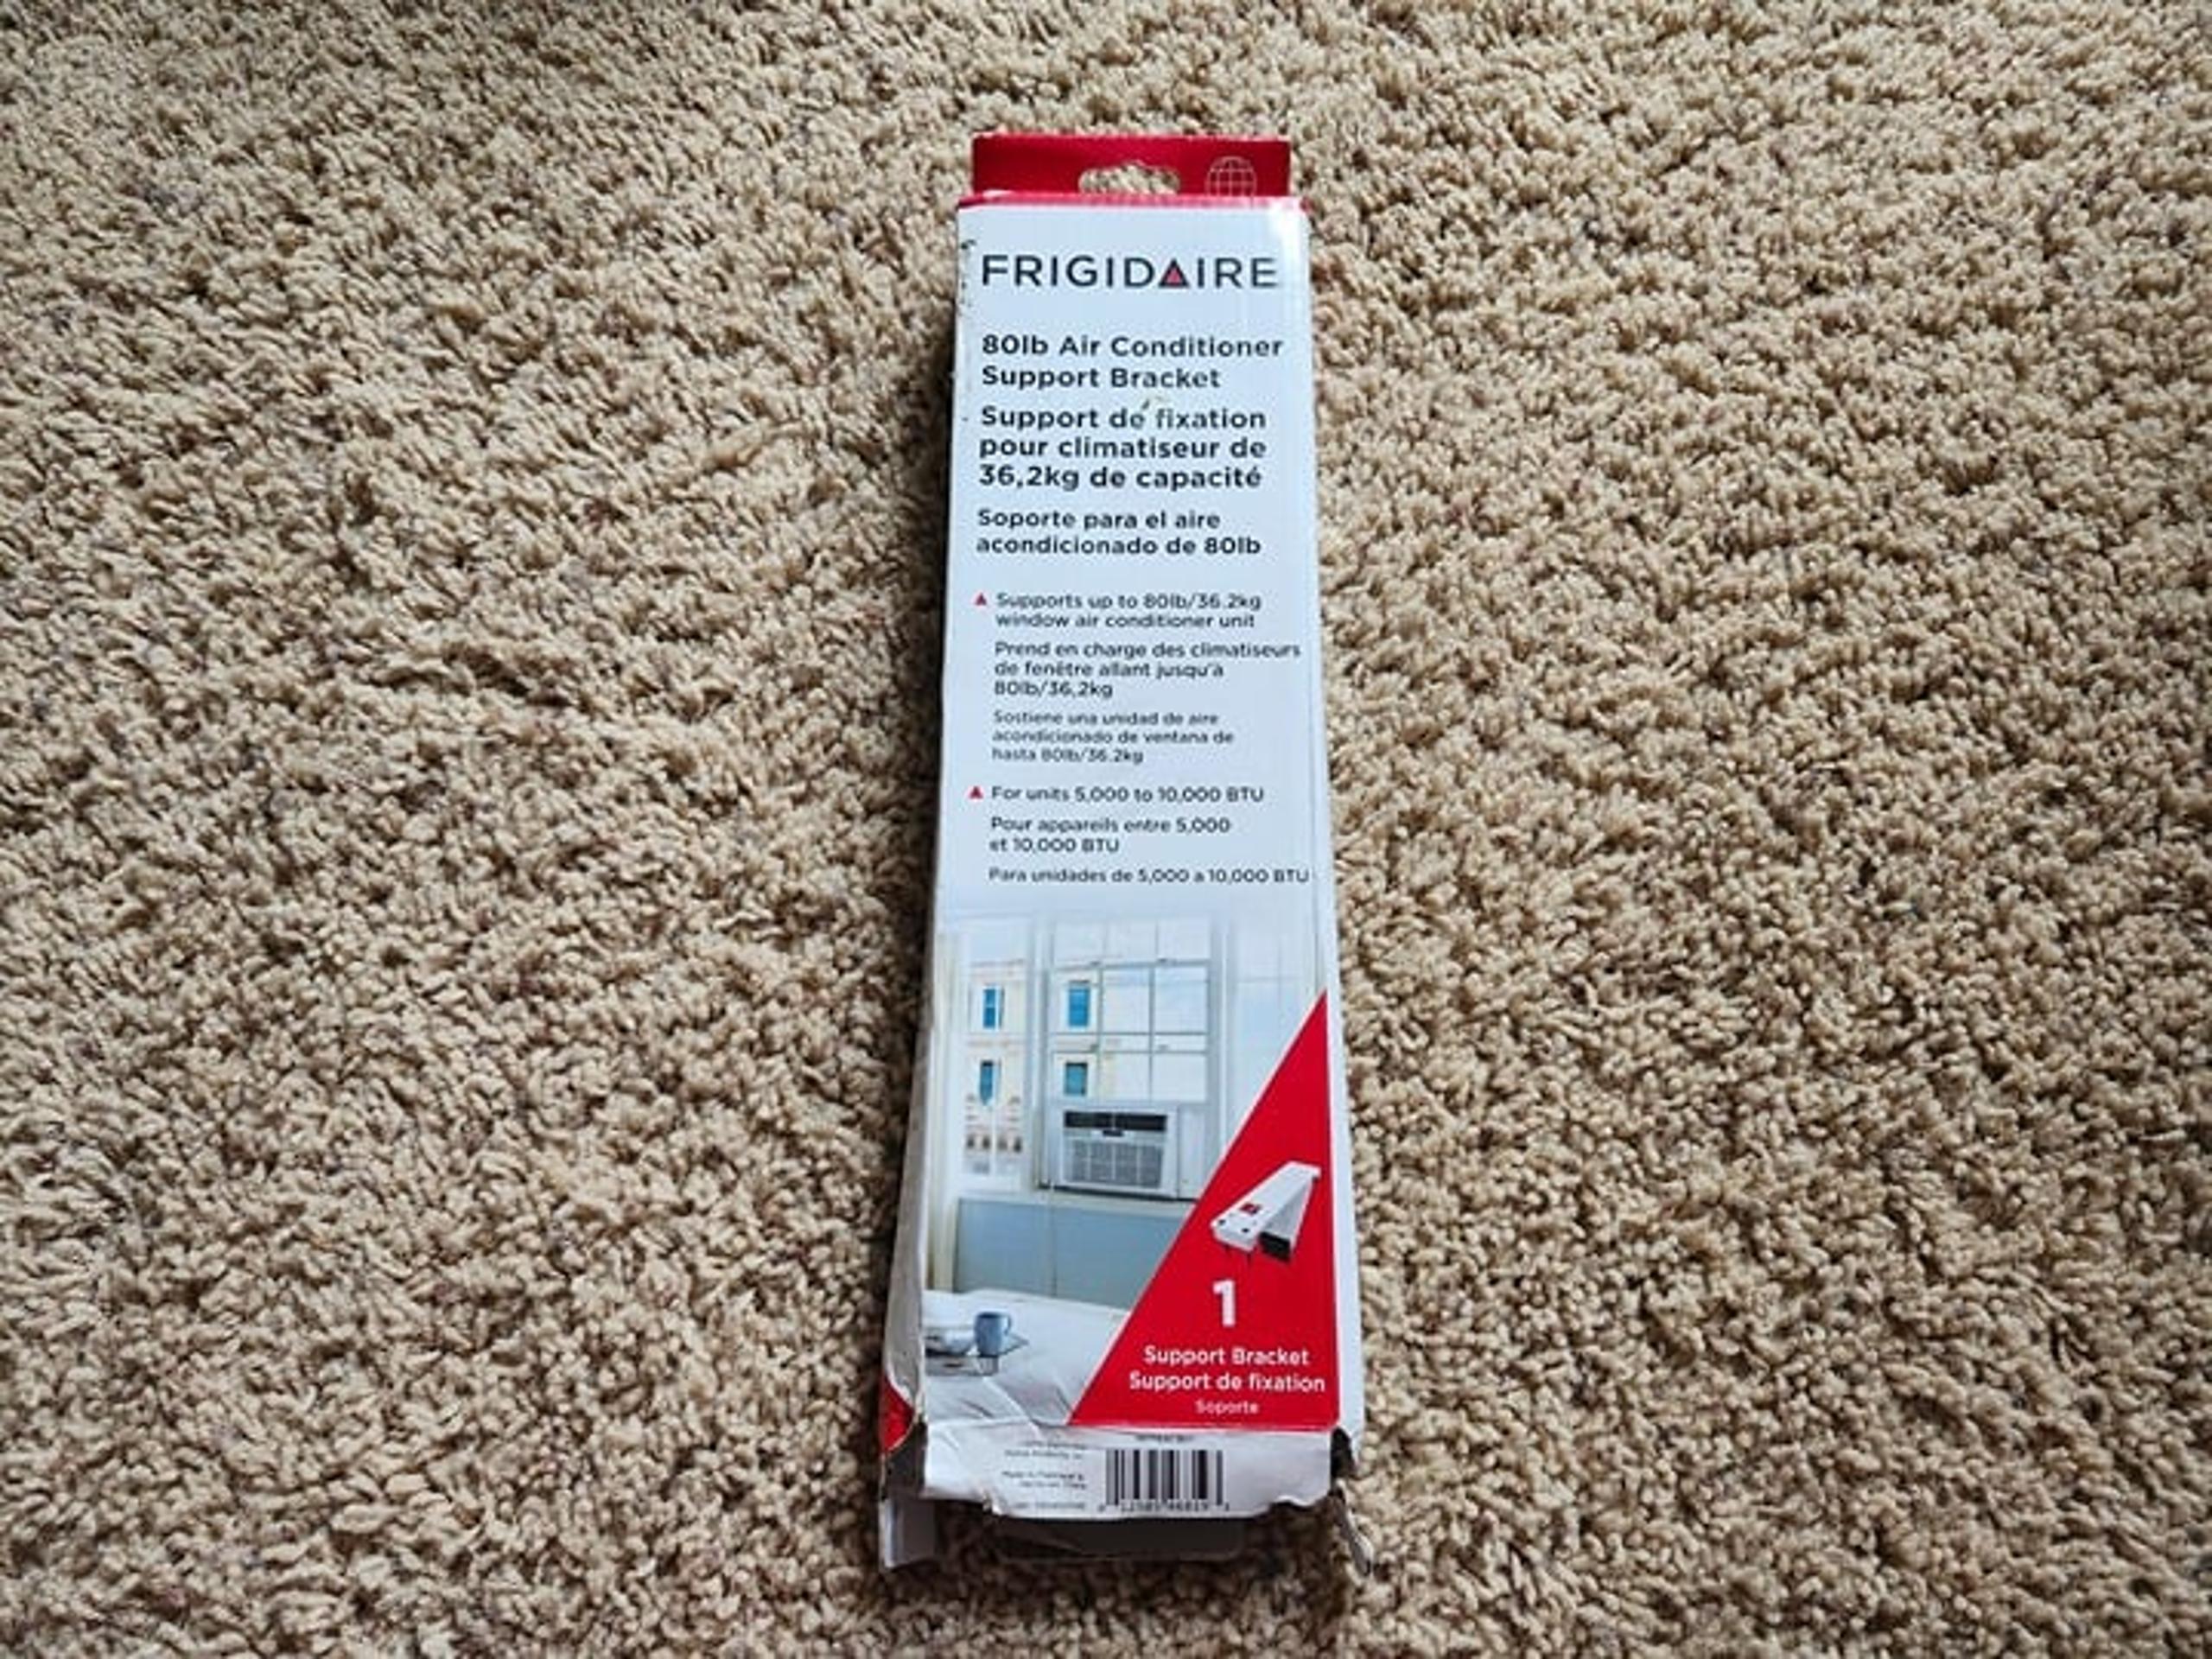 FRIGIDAIRE
80lb Air Conditioner
Support Bracket
Support de fixation
pour climatiseur de
36,2kg de capacité
Soporte para el aire
acondicionado de 80lb
Supports up to 80lb/36.2kg
window air conditioner unit
Prend en charge des climatiseurs
de fenêtre allant jusqu'à
80lb/36,2kg
Sostiene una unidad de aire
acondicionado de ventana de
hasta 80lb/36.2kg
For units 5,000 to 10,000 BTU
Pour appareils entre 5,000
et 10,000 BTU
Para unidades de 5,000 a 10,000 BTU
1
Support Bracket
Support de fixation
Soporte